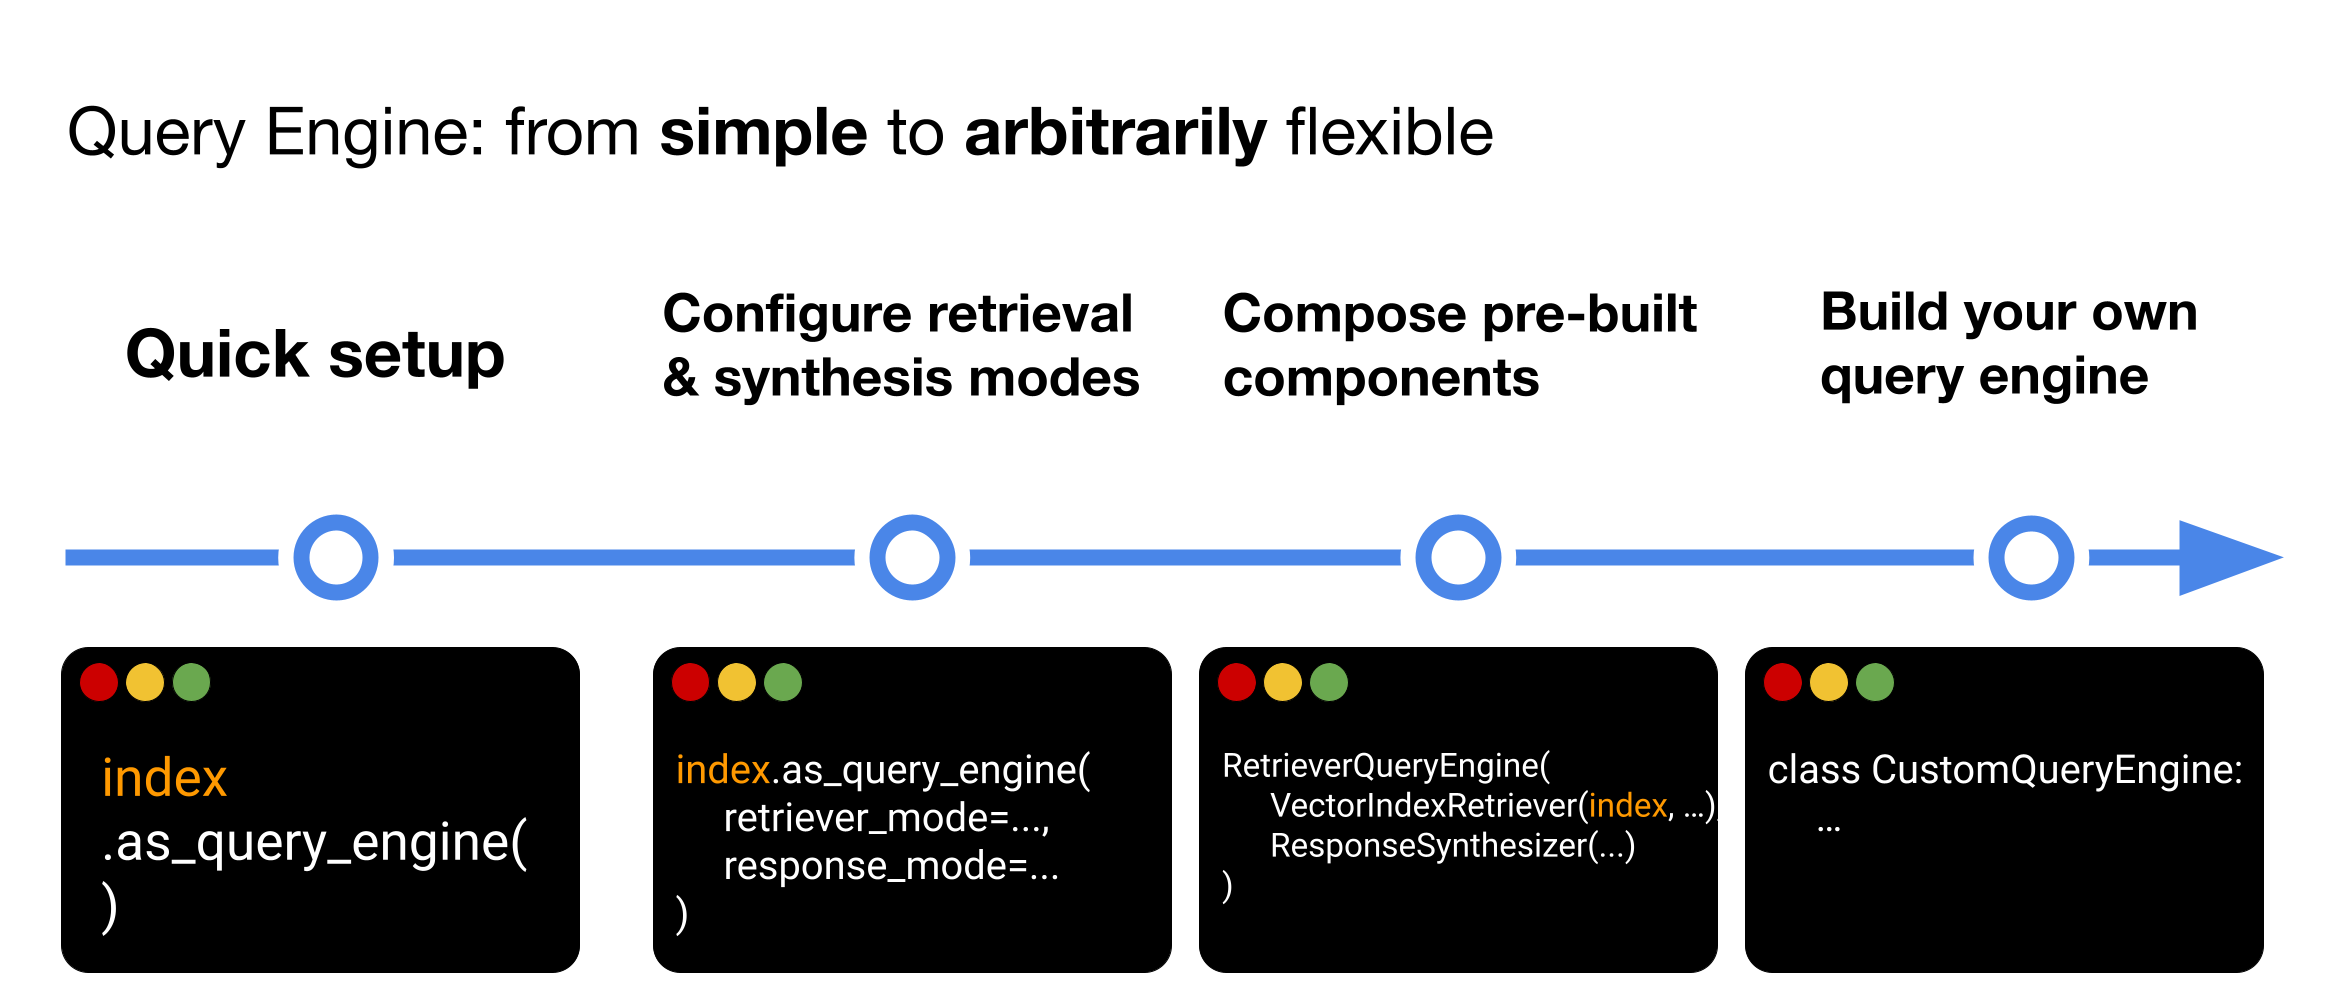 Query Engine: from simple to arbitrarily flexible
Quick setup
Configure retrieval
& synthesis modes
Compose pre-built
components
Build your own
query engine
index
.as_query_engine(
)
index.as_query_engine(
retriever_mode=...,
response_mode=...
)
RetrieverQueryEngine(
VectorIndexRetriever(index, ...),
ResponseSynthesizer(...)
)
class CustomQueryEngine:
...